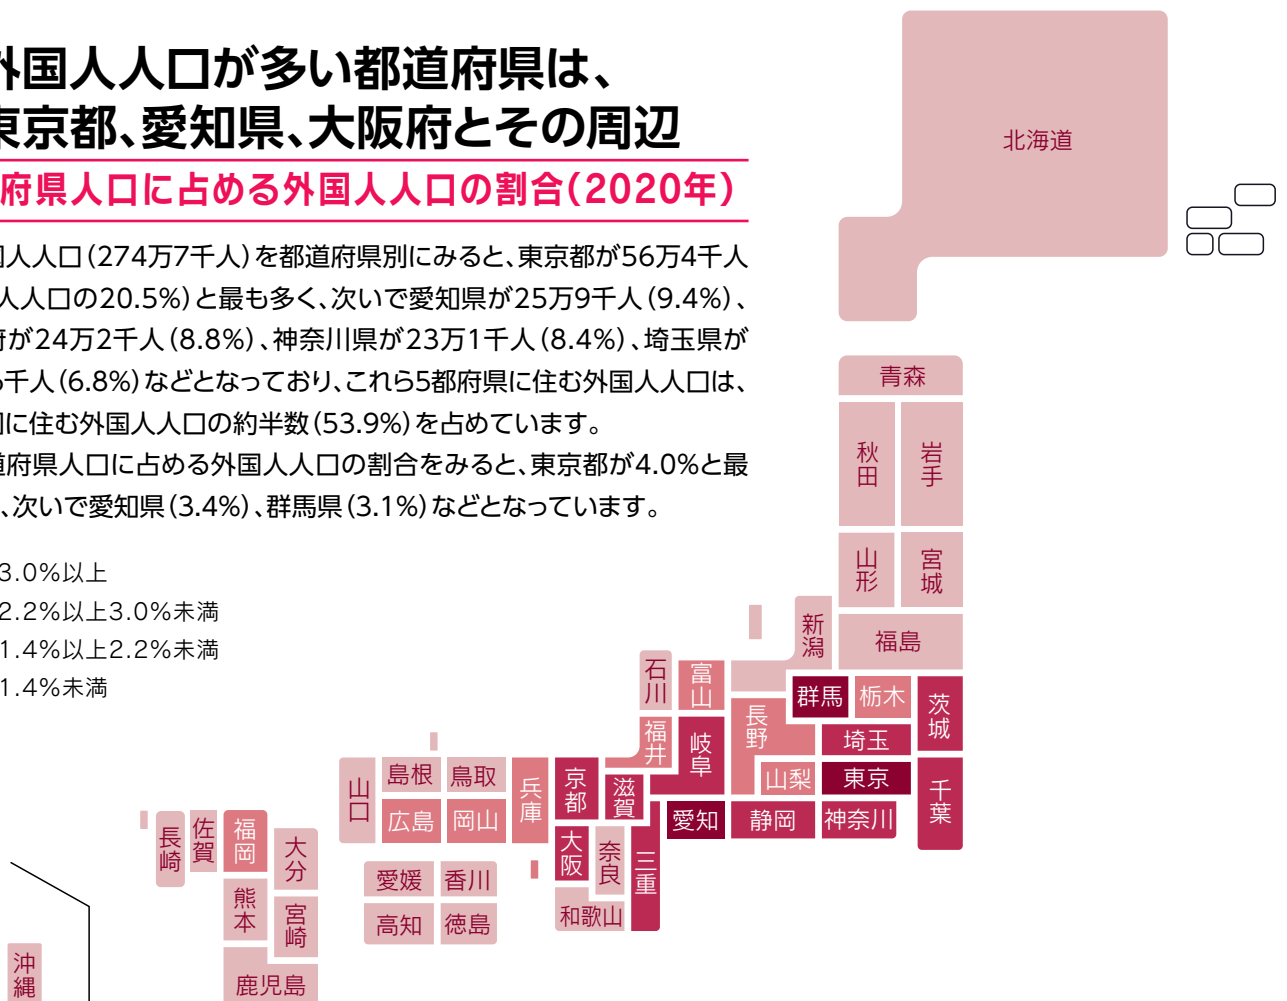 外国人人口が多い都道府県は、
東京都、愛知県、大阪府とその周辺
府県人口に占める外国人人口の割合（2020年）
国人人口（274万7千人）を都道府県別にみると、東京都が56万4千人
人人口の20.5%）と最も多く、次いで愛知県が25万9千人（9.4%）、
府が24万2千人（8.8%）、神奈川県が23万1千人（8.4%）、埼玉県が
千人（6.8%）などとなっており、これら5都府県に住む外国人人口は、
国に住む外国人人口の約半数（53.9%）を占めています。
道府県人口に占める外国人人口の割合をみると、東京都が4.0%と最
、次いで愛知県（3.4%）、群馬県（3.1%）などとなっています。
3.0%以上
2.2%以上3.0%未満
1.4%以上2.2%未満
1.4%未満
北海道
青森
秋田
岩手
山形
宮城
新潟
福島
石川
富山
群馬
栃木
茨城
福井
岐阜
長野
埼玉
山梨
東京
千葉
山口
島根
鳥取
兵庫
京都
滋賀
広島
岡山
愛知
静岡
神奈川
大阪
奈良
三重
和歌山
長崎
佐賀
福岡
大分
愛媛
香川
高知
徳島
熊本
宮崎
鹿児島
沖縄